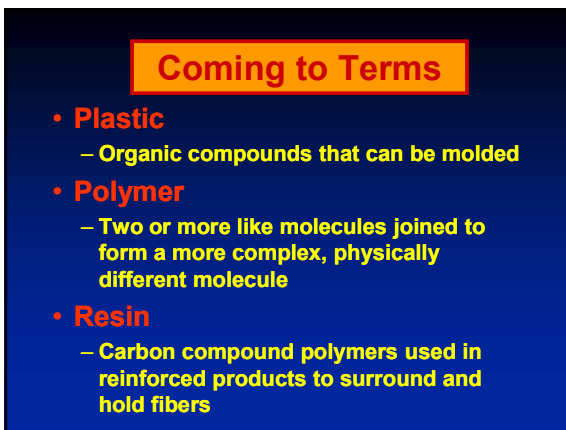 Coming to Terms
• Plastic
– Organic compounds that can be molded
• Polymer
– Two or more like molecules joined to
form a more complex, physically
different molecule
• Resin
– Carbon compound polymers used in
reinforced products to surround and
hold fibers